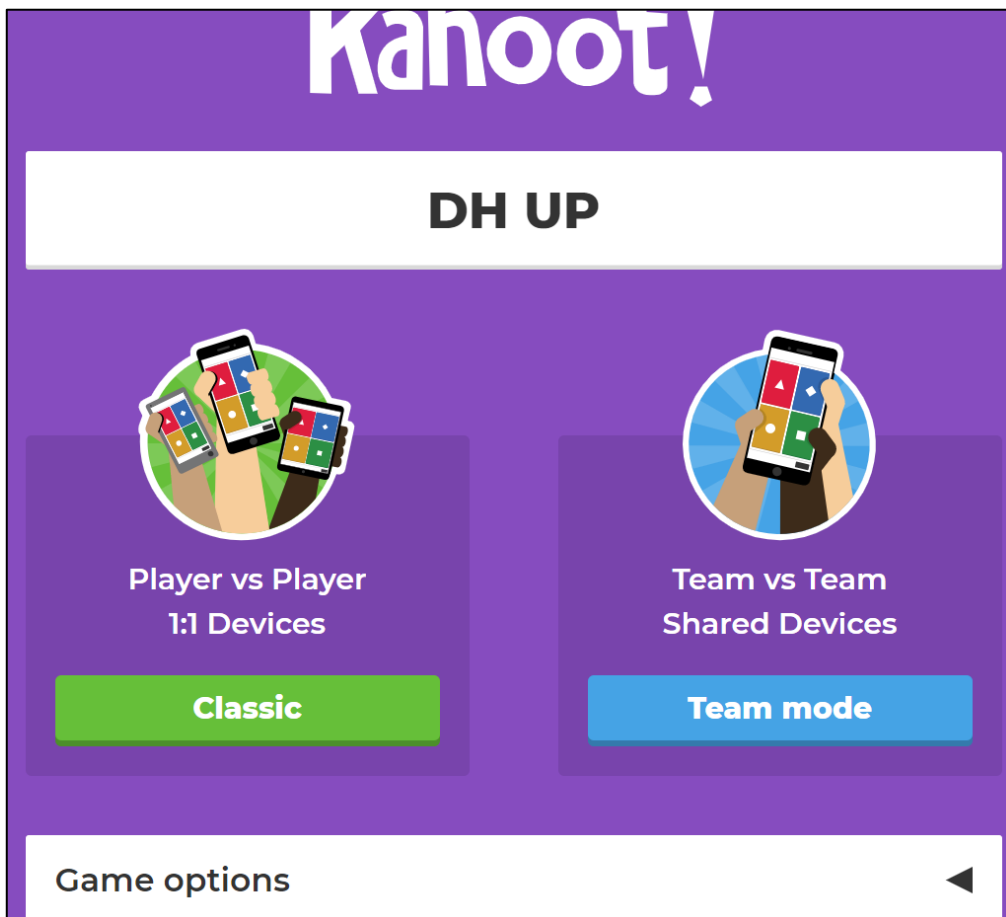 Kahoot!
DH UP
Player vs Player
1:1 Devices
Classic
Team vs Team
Shared Devices
Team mode
Game options